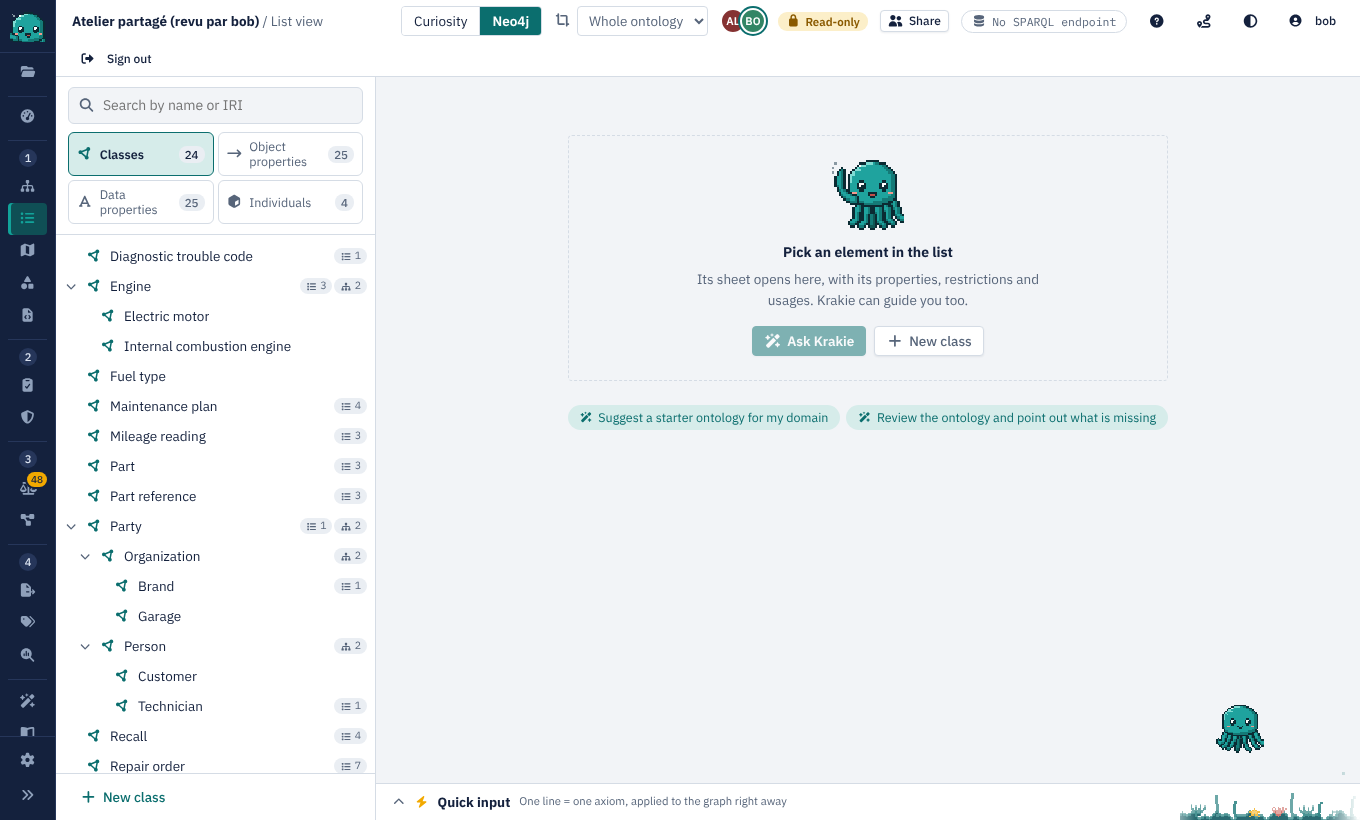 Atelier partagé (revu par bob) / List view
Curiosity
Neo4j
Whole ontology
AL
BO
Read-only
Share
No SPARQL endpoint
bob
Sign out
Search by name or IRI
Classes 24
Object properties 25
Data properties 25
Individuals 4
1
2
3
48
4
Diagnostic trouble code 1
Engine 3 2
Electric motor
Internal combustion engine
Fuel type
Maintenance plan 4
Mileage reading 3
Part 3
Part reference 3
Party 1 2
Organization 2
Brand 1
Garage
Person 2
Customer
Technician 1
Recall 4
Repair order 7
New class
Pick an element in the list
Its sheet opens here, with its properties, restrictions and
usages. Krakie can guide you too.
Ask Krakie
New class
Suggest a starter ontology for my domain
Review the ontology and point out what is missing
Quick input One line = one axiom, applied to the graph right away